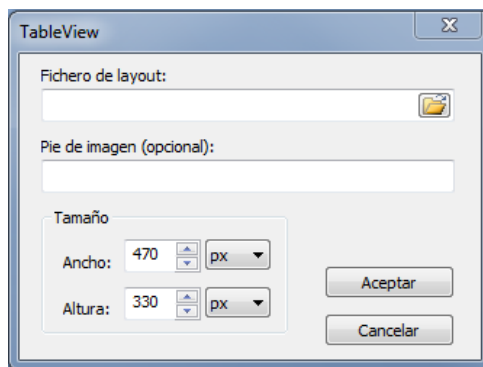 TableView
Fichero de layout:
Pie de imagen (opcional):
Tamaño
Ancho: 470 px
Altura: 330 px
Aceptar
Cancelar